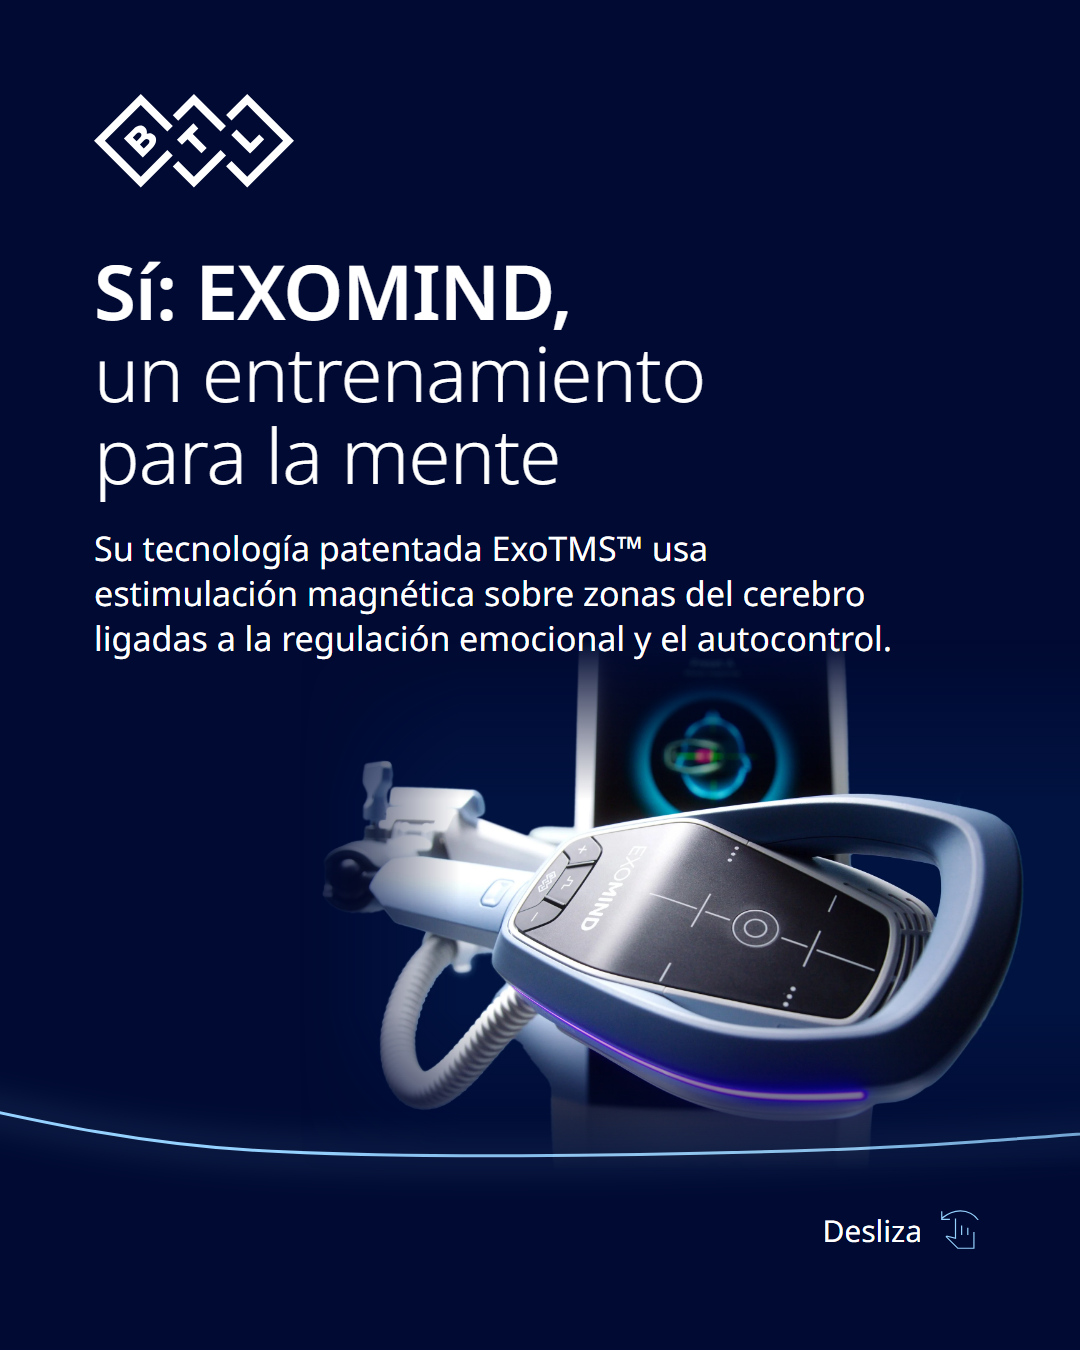 BTL
Sí: EXOMIND,
un entrenamiento
para la mente
Su tecnología patentada ExoTMS™ usa
estimulación magnética sobre zonas del cerebro
ligadas a la regulación emocional y el autocontrol.
EXOMIND
Desliza